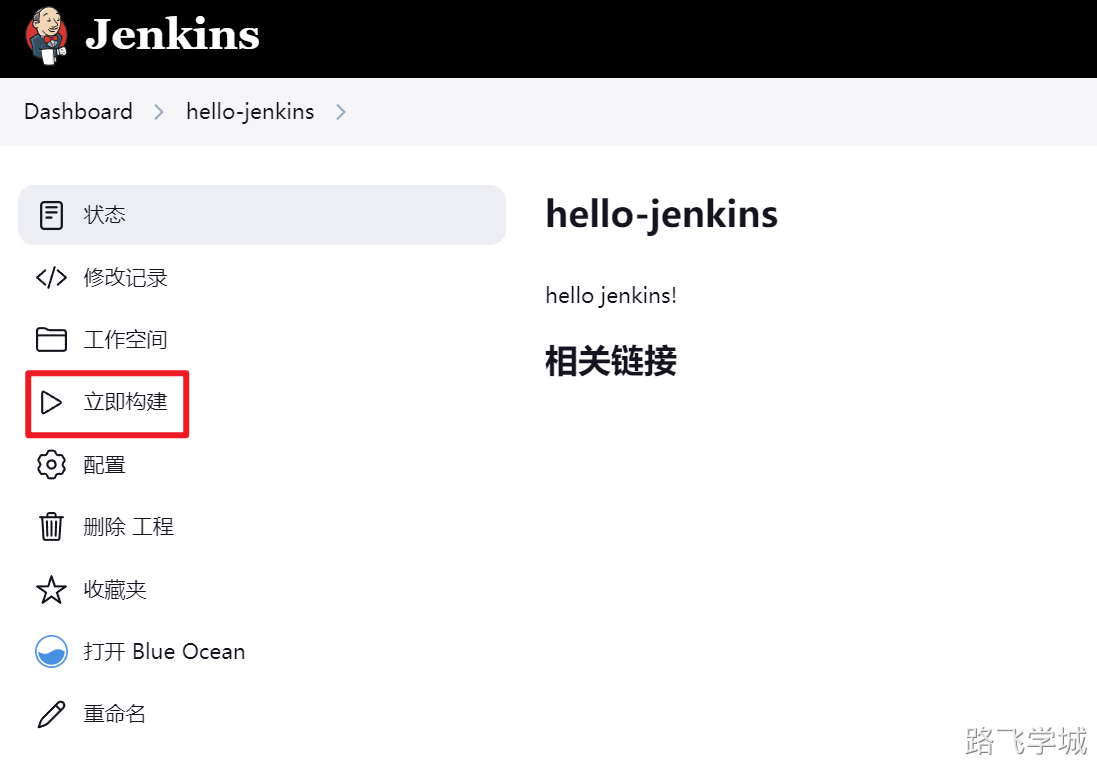 Jenkins
Dashboard
hello-jenkins
状态
修改记录
工作空间
立即构建
配置
删除 工程
收藏夹
打开 Blue Ocean
重命名
hello-jenkins
hello jenkins!
相关链接
路飞学城